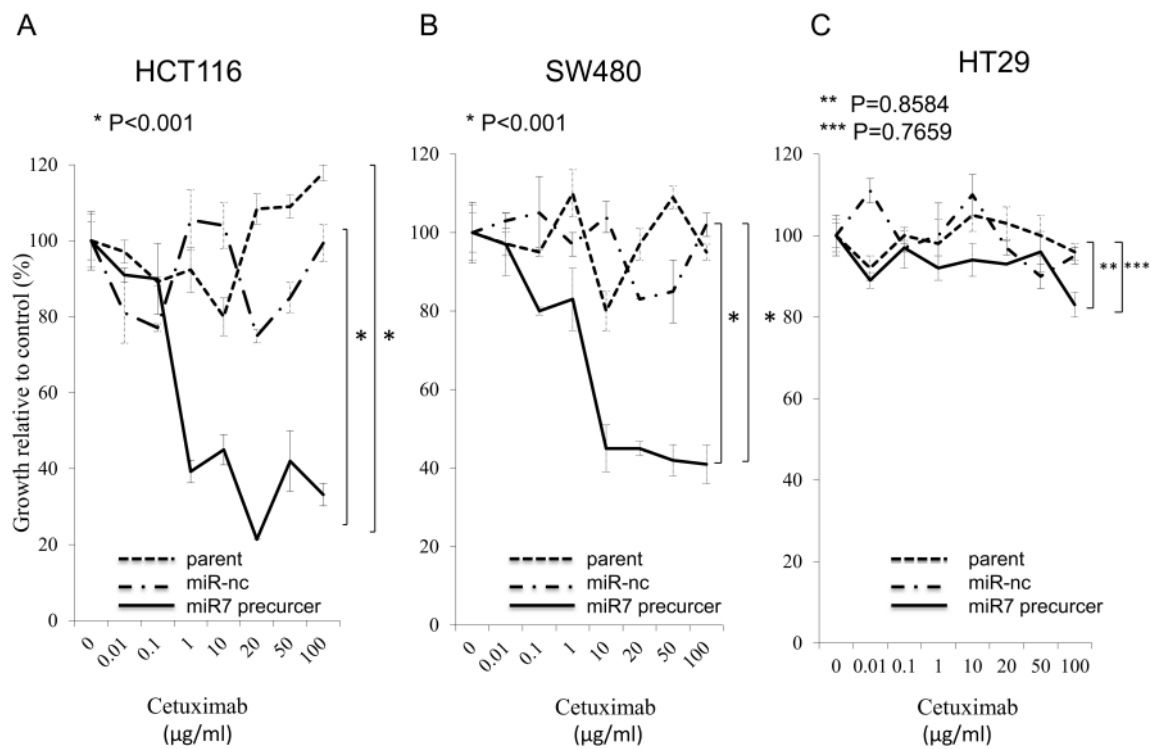 A
HCT116
* P<0.001
Growth relative to control (%)
120
100
80
60
40
20
0
*
*
parent
miR-nc
miR7 precurcer
0
0.01
0.1
1
10
20
50
100
Cetuximab
(μg/ml)
B
SW480
* P<0.001
120
100
80
60
40
20
0
*
*
parent
miR-nc
miR7 precurcer
0
0.01
0.1
1
10
20
50
100
Cetuximab
(μg/ml)
C
HT29
** P=0.8584
*** P=0.7659
120
100
80
60
40
20
0
**
***
parent
miR-nc
miR7 precurcer
0 0.01 0.1 1 10 20 50 100
Cetuximab
(μg/ml)